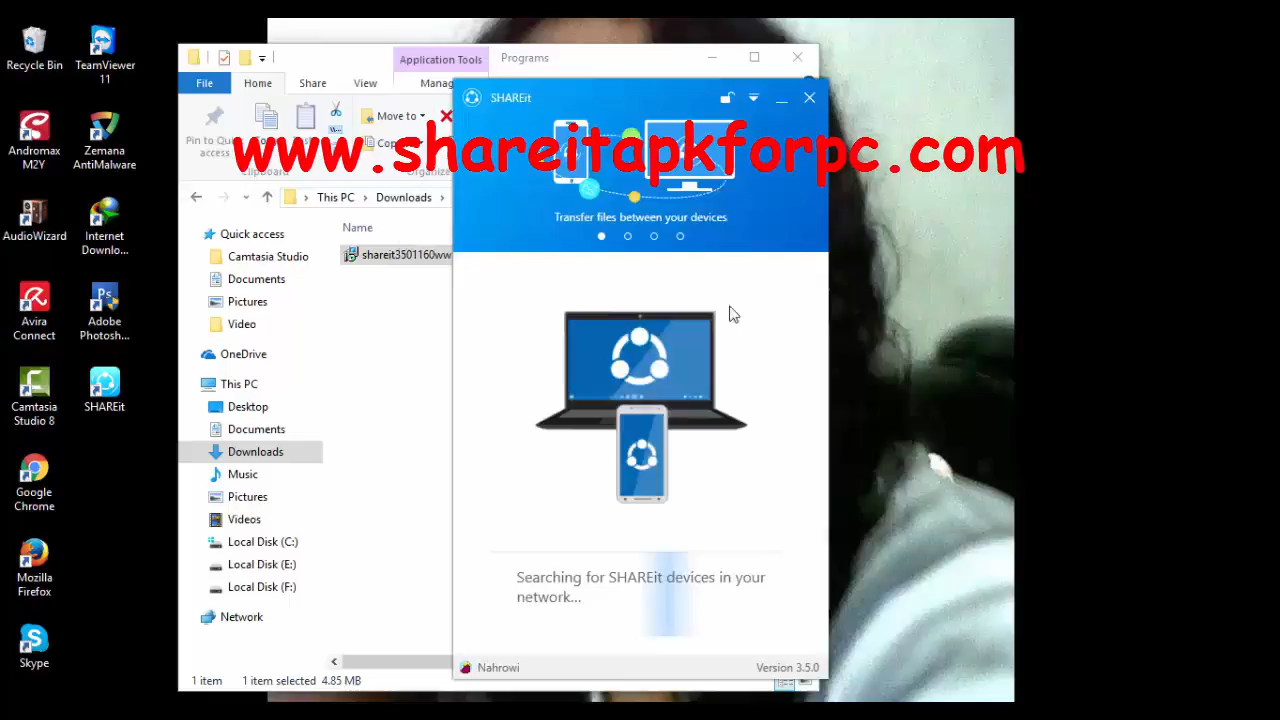 Recycle Bin
TeamViewer
11
Andromax
M2Y
Zemana
AntiMalware
AudioWizard
Internet
Downlo...
Avira
Connect
Adobe
Photosh...
Camtasia
Studio 8
SHAREit
Google
Chrome
Mozilla
Firefox
Skype
Application Tools
Programs
File
Home
Share
View
Manag
Pin to Qu
access
Move to
Cop
Clipboard
Organiz
This PC
Downloads
Quick access
Camtasia Studio
Documents
Pictures
Video
OneDrive
This PC
Desktop
Documents
Downloads
Music
Pictures
Videos
Local Disk (C:)
Local Disk (E:)
Local Disk (F:)
Network
Name
shareit3501160ww
1 item
1 item selected 4.85 MB
SHAREit
www.shareitapkforpc.com
Transfer files between your devices
Searching for SHAREit devices in your
network...
Nahrowi
Version 3.5.0